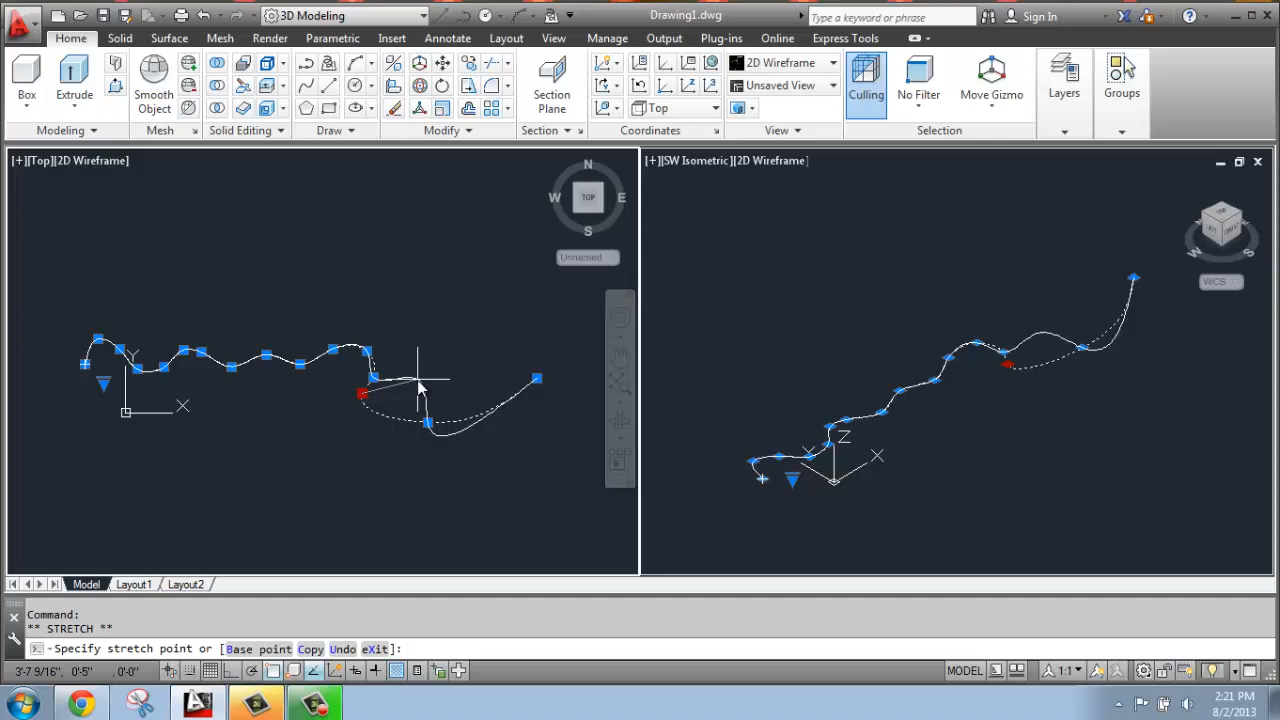 3D Modeling
Drawing1.dwg
Type a keyword or phrase
Sign In
Home Solid Surface Mesh Render Parametric Insert Annotate Layout View Manage Output Plug-ins Online Express Tools
2D Wireframe
Unsaved View
Top
Box
Extrude
Smooth Object
Section Plane
Culling
No Filter
Move Gizmo
Layers
Groups
Modeling Mesh Solid Editing Draw Modify Section Coordinates View Selection
[+][Top][2D Wireframe]
[+][SW Isometric][2D Wireframe]
N
W TOP E
S
Unnamed
TOP
W S
WCS
Y
X
Z
X
Model Layout1 Layout2
Command:
** STRETCH **
Specify stretch point or [Base point Copy Undo eXit]:
3'-7 9/16", 0'-5", 0'-0"
MODEL
1:1
2:21 PM
8/2/2013